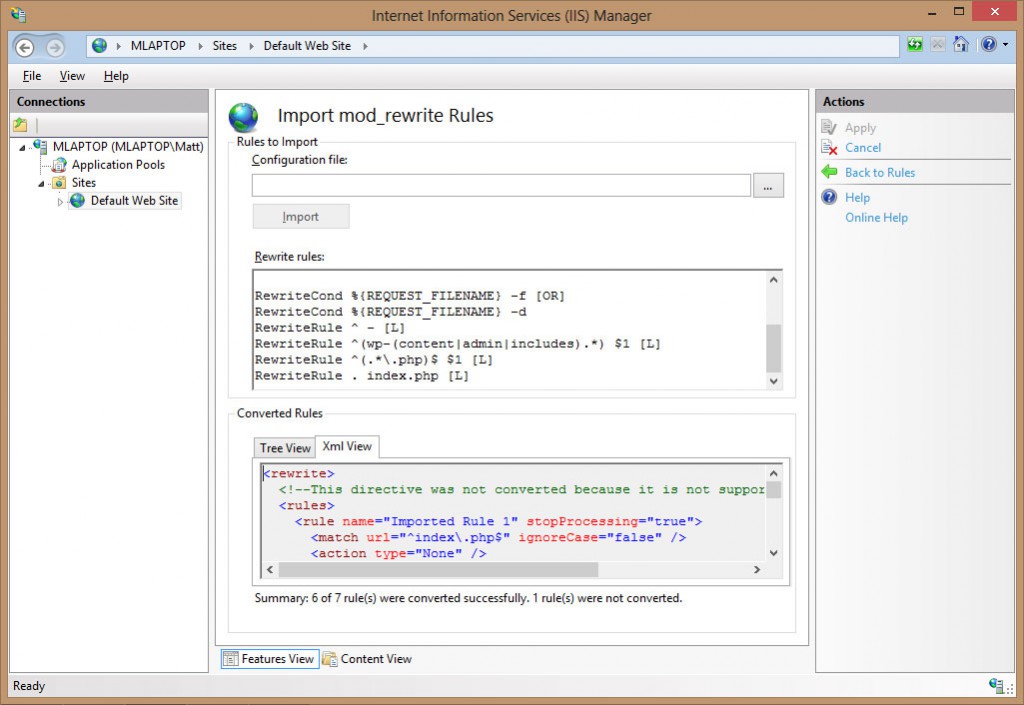 Internet Information Services (IIS) Manager
MLAPTOP Sites Default Web Site
File View Help
Connections
MLAPTOP (MLAPTOP\Matt)
Application Pools
Sites
Default Web Site
Import mod_rewrite Rules
Rules to Import
Configuration file:
...
Import
Rewrite rules:
RewriteCond %{REQUEST_FILENAME} -f [OR]
RewriteCond %{REQUEST_FILENAME} -d
RewriteRule ^ - [L]
RewriteRule ^(wp-(content|admin|includes).*) $1 [L]
RewriteRule ^(.*\.php)$ $1 [L]
RewriteRule . index.php [L]
Converted Rules
Tree View Xml View
<rewrite>
<!--This directive was not converted because it is not suppor
<rules>
<rule name="Imported Rule 1" stopProcessing="true">
<match url="^index\.php$" ignoreCase="false" />
<action type="None" />
Summary: 6 of 7 rule(s) were converted successfully. 1 rule(s) were not converted.
Features View Content View
Actions
Apply
Cancel
Back to Rules
Help
Online Help
Ready